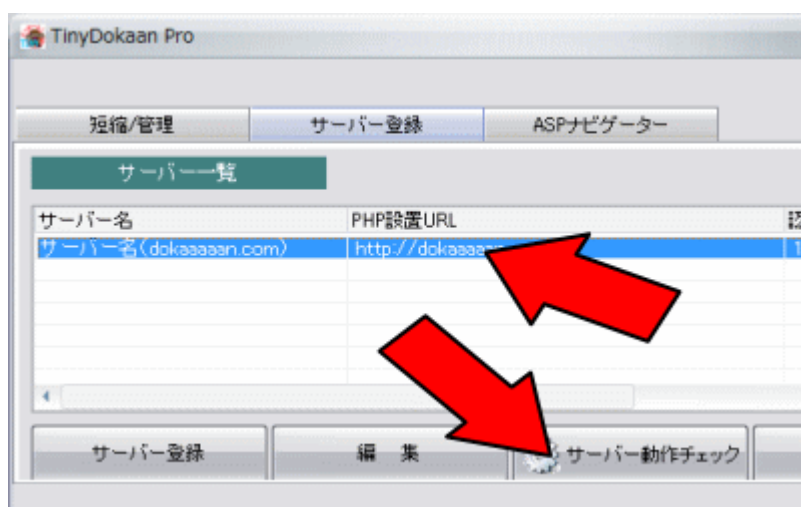 TinyDokaan Pro
短縮/管理 サーバー登録 ASPナビゲーター
サーバー一覧
サーバー名 PHP設置URL
サーバー名(dokaaaaan.com) http://dokaaaaan
サーバー登録 編 集 サーバー動作チェック